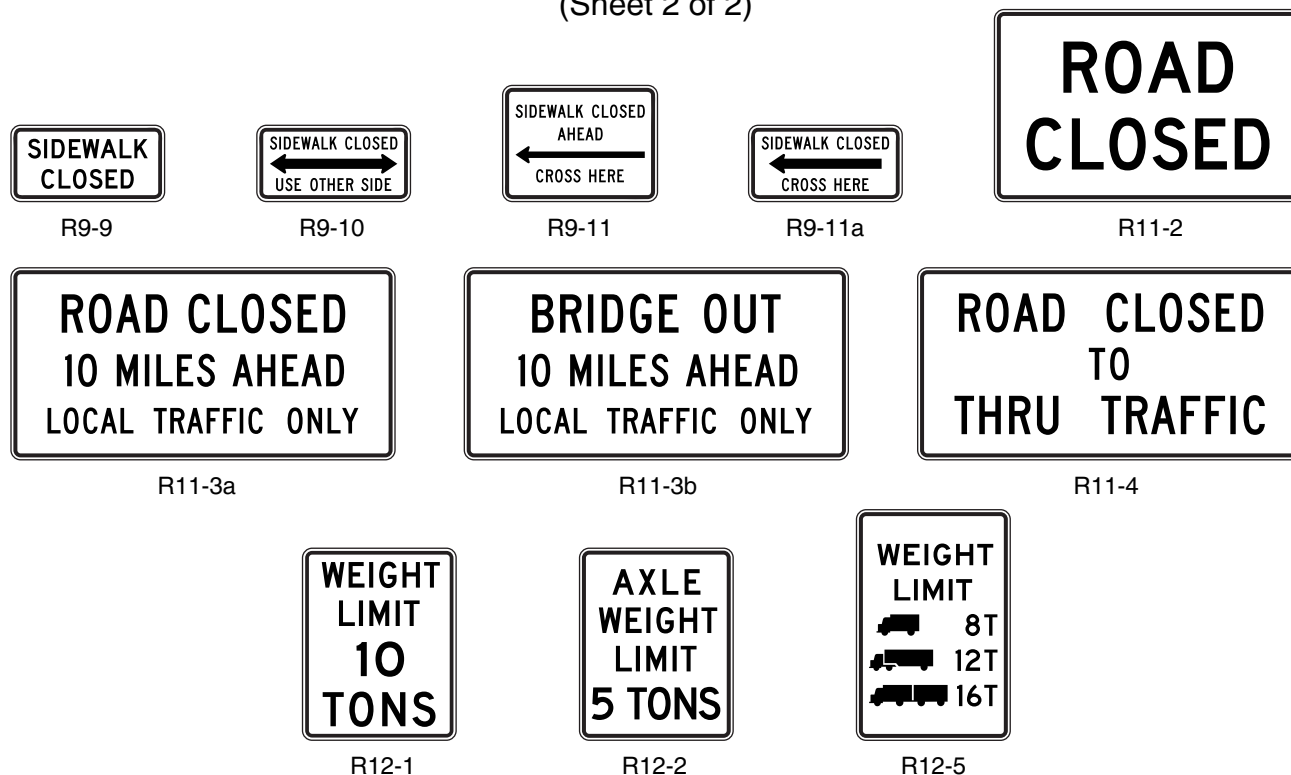 (Sheet 2 of 2)
SIDEWALK
CLOSED
R9-9
SIDEWALK CLOSED
USE OTHER SIDE
R9-10
SIDEWALK CLOSED
AHEAD
CROSS HERE
R9-11
SIDEWALK CLOSED
CROSS HERE
R9-11a
ROAD
CLOSED
R11-2
ROAD CLOSED
10 MILES AHEAD
LOCAL TRAFFIC ONLY
R11-3a
BRIDGE OUT
10 MILES AHEAD
LOCAL TRAFFIC ONLY
R11-3b
ROAD CLOSED
TO
THRU TRAFFIC
R11-4
WEIGHT
LIMIT
10
TONS
R12-1
AXLE
WEIGHT
LIMIT
5 TONS
R12-2
WEIGHT
LIMIT
8T
12T
16T
R12-5